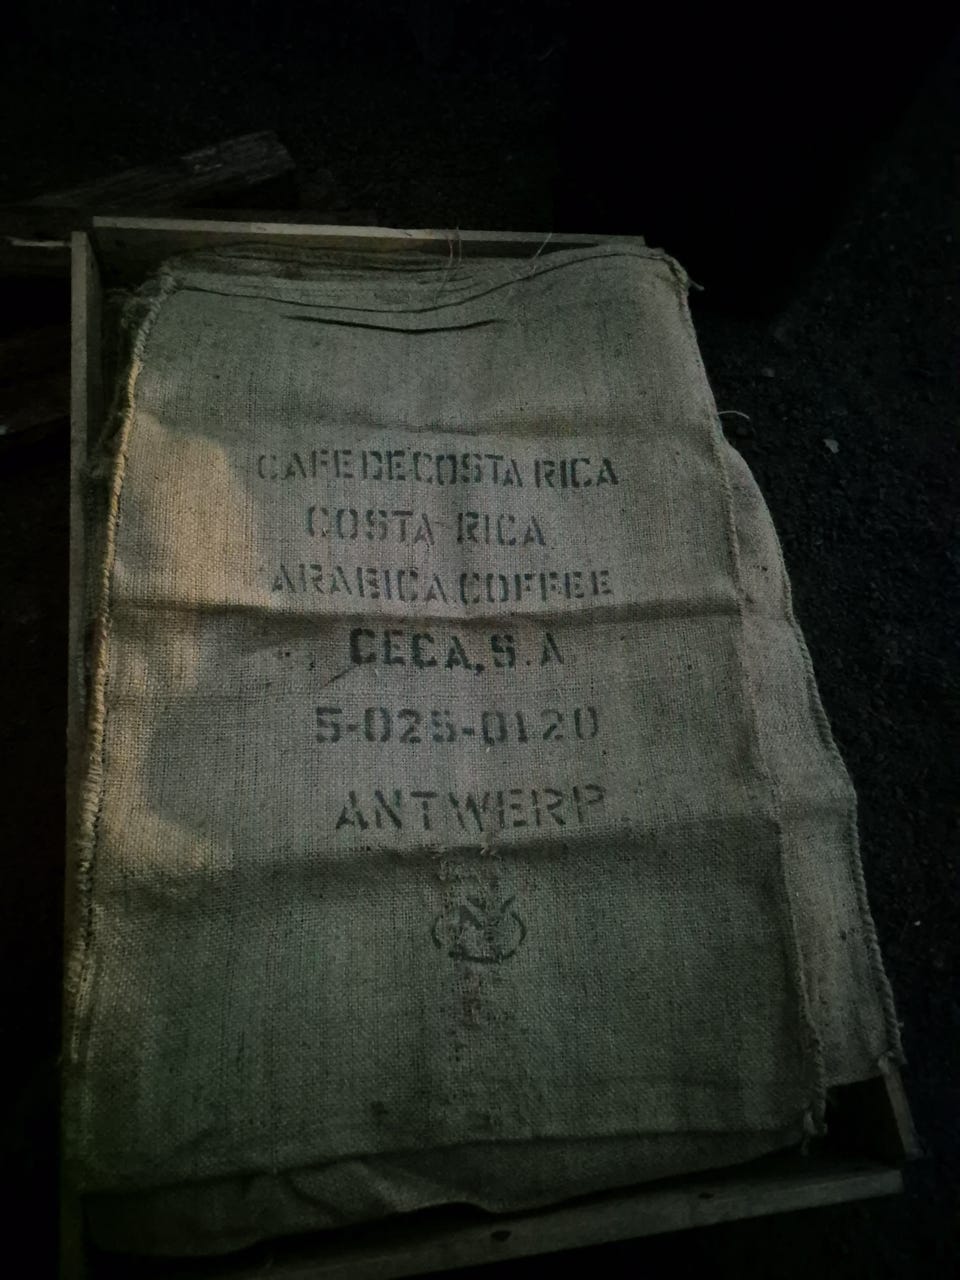 CAFE DE COSTA RICA
COSTA RICA
ARABICA COFFEE
CECA, S.A
5-025-0120
ANTWERP